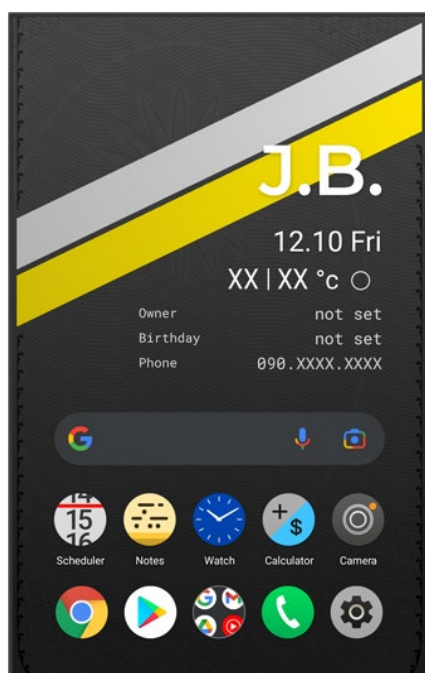 J.B.
12.10 Fri
XX | XX °c
Owner not set
Birthday not set
Phone 090.XXXX.XXXX
14
15
16
+
$
Scheduler Notes Watch Calculator Camera